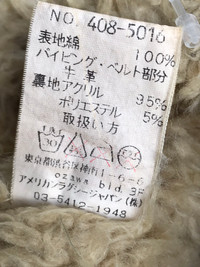 NO. 408-5016
表地綿 100%
パイピング・ベルト部分
牛革
裏地アクリル 95%
ポリエステル 5%
取扱い方
30
東京都渋谷区神南1-6-6
ozawa bld.3F
アメリカンラグシージャパン(株)
03-5412-1948